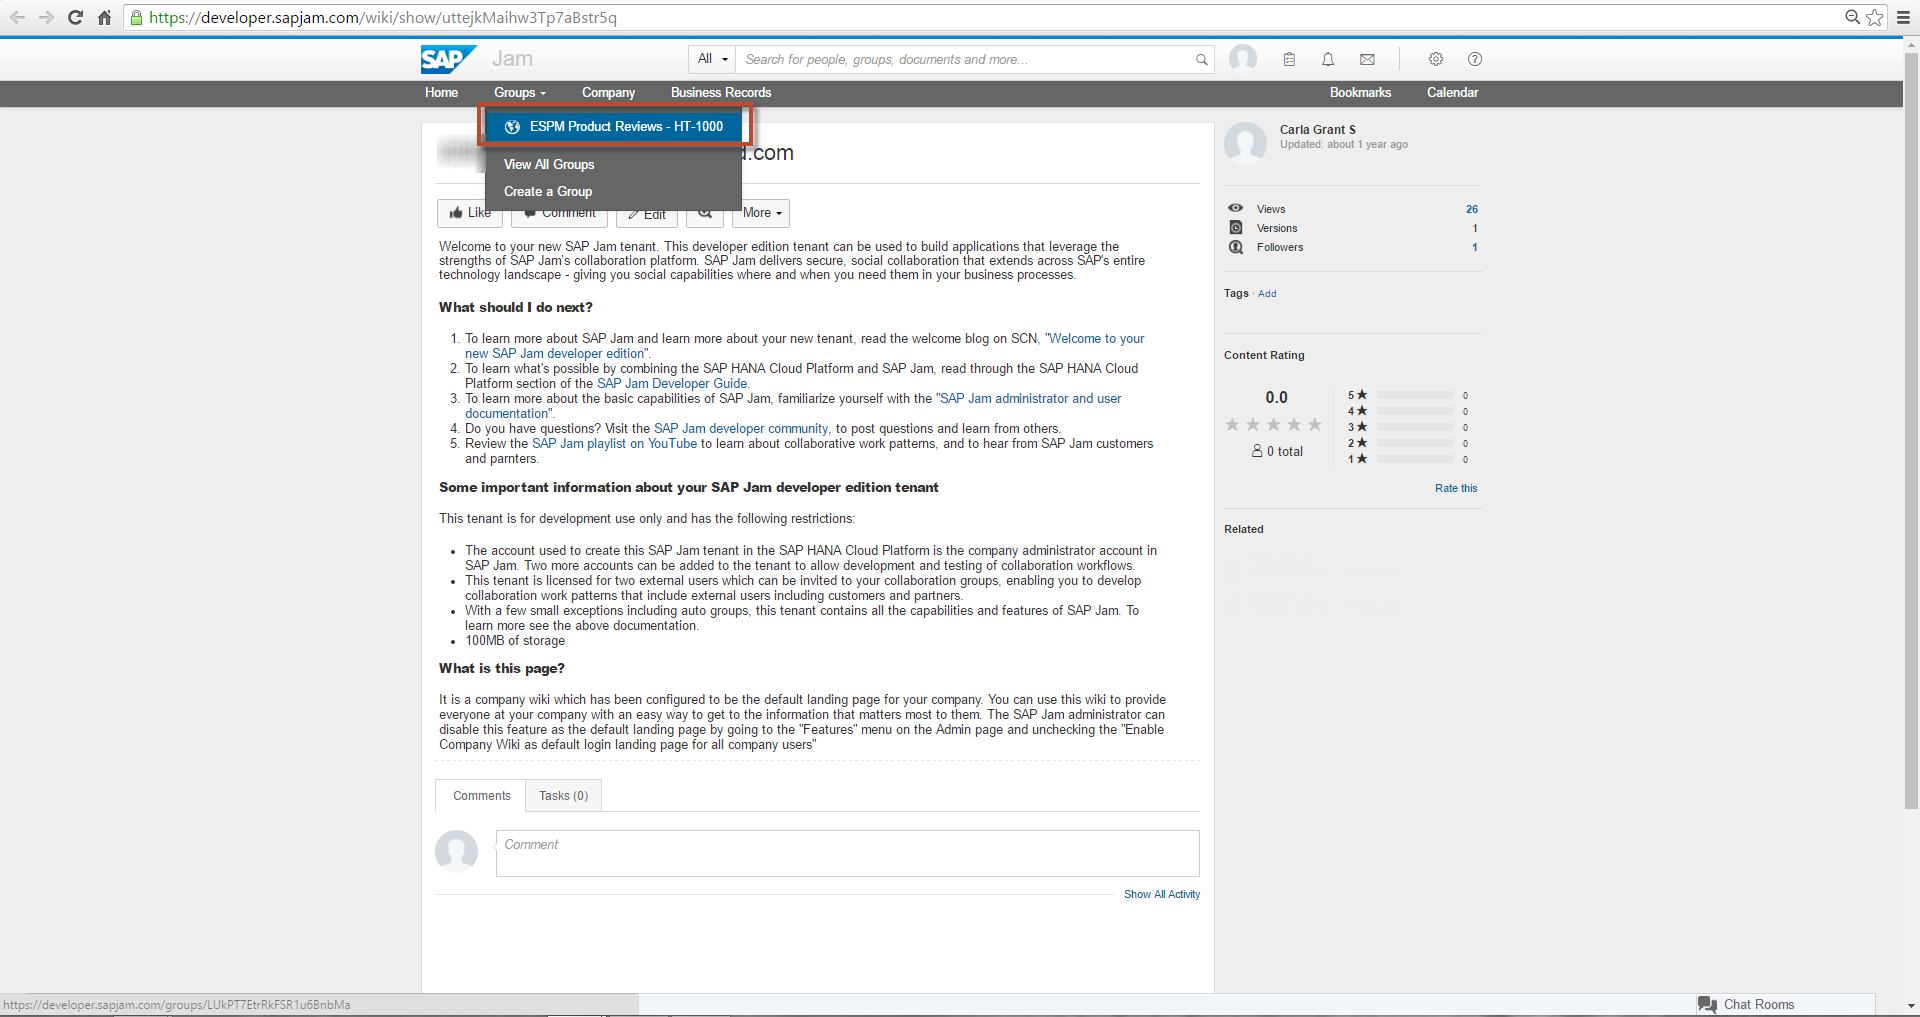 https://developer.sapjam.com/wiki/show/uttejkMaihw3Tp7aBstr5q
SAP Jam
All
Search for people, groups, documents and more...
Home Groups Company Business Records Bookmarks Calendar
ESPM Product Reviews - HT-1000
View All Groups
Create a Group
.com
Like Comment Edit More
Welcome to your new SAP Jam tenant. This developer edition tenant can be used to build applications that leverage the
strengths of SAP Jam's collaboration platform. SAP Jam delivers secure, social collaboration that extends across SAP's entire
technology landscape - giving you social capabilities where and when you need them in your business processes.
What should I do next?
1. To learn more about SAP Jam and learn more about your new tenant, read the welcome blog on SCN, "Welcome to your
new SAP Jam developer edition".
2. To learn what's possible by combining the SAP HANA Cloud Platform and SAP Jam, read through the SAP HANA Cloud
Platform section of the SAP Jam Developer Guide.
3. To learn more about the basic capabilities of SAP Jam, familiarize yourself with the "SAP Jam administrator and user
documentation".
4. Do you have questions? Visit the SAP Jam developer community, to post questions and learn from others.
5. Review the SAP Jam playlist on YouTube to learn about collaborative work patterns, and to hear from SAP Jam customers
and parnters.
Some important information about your SAP Jam developer edition tenant
This tenant is for development use only and has the following restrictions:
• The account used to create this SAP Jam tenant in the SAP HANA Cloud Platform is the company administrator account in
SAP Jam. Two more accounts can be added to the tenant to allow development and testing of collaboration workflows.
• This tenant is licensed for two external users which can be invited to your collaboration groups, enabling you to develop
collaboration work patterns that include external users including customers and partners.
• With a few small exceptions including auto groups, this tenant contains all the capabilities and features of SAP Jam. To
learn more see the above documentation.
• 100MB of storage
What is this page?
It is a company wiki which has been configured to be the default landing page for your company. You can use this wiki to provide
everyone at your company with an easy way to get to the information that matters most to them. The SAP Jam administrator can
disable this feature as the default landing page by going to the "Features" menu on the Admin page and unchecking the "Enable
Company Wiki as default login landing page for all company users"
Comments Tasks (0)
Comment
Show All Activity
Carla Grant S
Updated: about 1 year ago
Views 26
Versions 1
Followers 1
Tags · Add
Content Rating
0.0
0 total
5★ 0
4★ 0
3★ 0
2★ 0
1★ 0
Rate this
Related
https://developer.sapjam.com/groups/LUkPT7EtrRkFSR1u6BnbMa
Chat Rooms